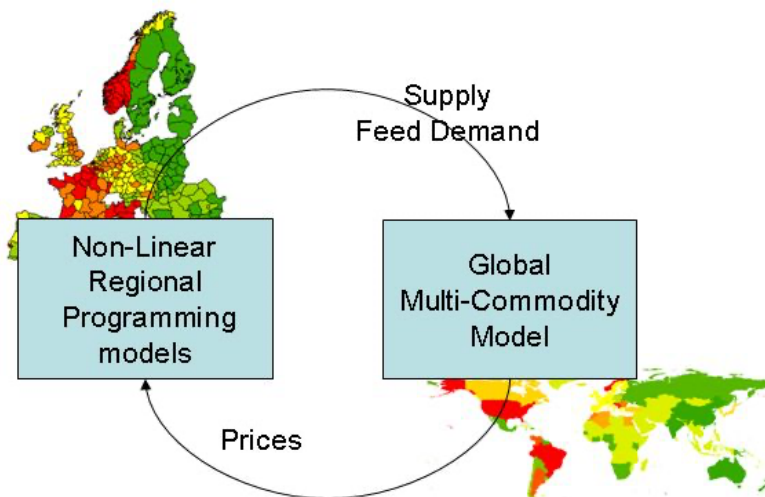 Supply
Feed Demand
Non-Linear
Regional
Programming
models
Global
Multi-Commodity
Model
Prices